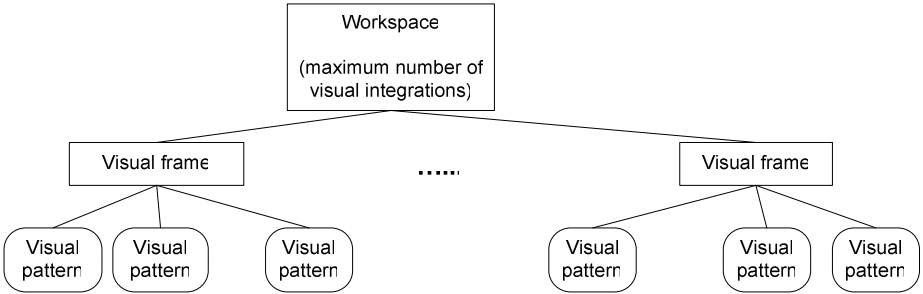 Workspace
(maximum number of
visual integrations)
Visual frame
......
Visual frame
Visual
pattern
Visual
pattern
Visual
pattern
Visual
pattern
Visual
pattern
Visual
pattern